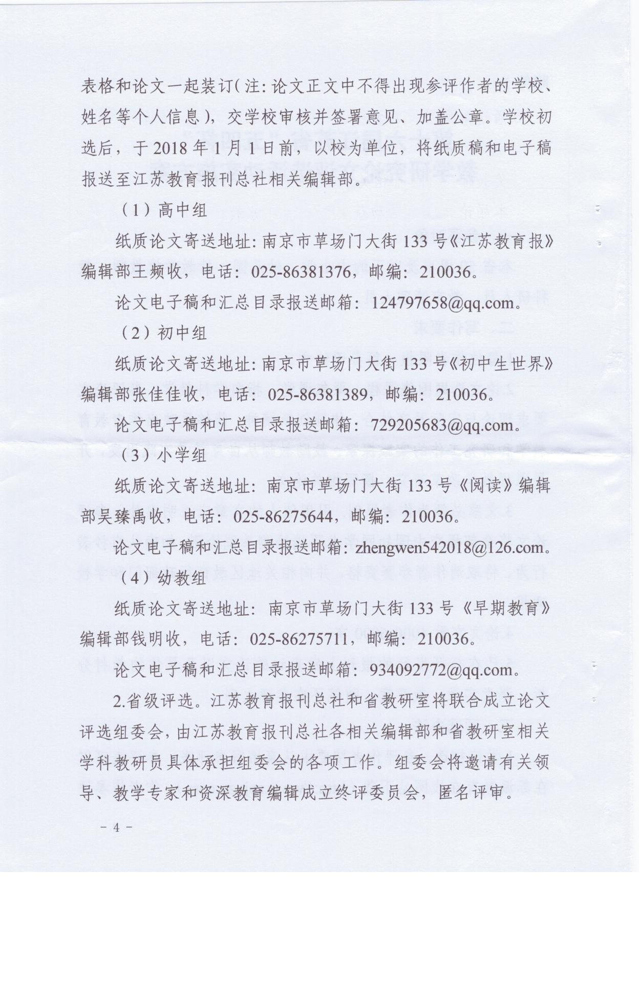 表格和论文一起装订(注:论文正文中不得出现参评作者的学校、
姓名等个人信息),交学校审核并签署意见、加盖公章。学校初
选后,于 2018 年 1 月 1 日前,以校为单位,将纸质稿和电子稿
报送至江苏教育报刊总社相关编辑部。
(1)高中组
纸质论文寄送地址:南京市草场门大街 133 号《江苏教育报》
编辑部王频收,电话:025-86381376,邮编:210036。
论文电子稿和汇总目录报送邮箱:124797658@qq.com。
(2)初中组
纸质论文寄送地址:南京市草场门大街 133 号《初中生世界》
编辑部张佳佳收,电话:025-86381389,邮编:210036。
论文电子稿和汇总目录报送邮箱:729205683@qq.com。
(3)小学组
纸质论文寄送地址:南京市草场门大街 133 号《阅读》编辑
部吴臻禹收,电话:025-86275644,邮编:210036。
论文电子稿和汇总目录报送邮箱:zhengwen542018@126.com。
(4)幼教组
纸质论文寄送地址:南京市草场门大街 133 号《早期教育》
编辑部钱明收,电话:025-86275711,邮编:210036。
论文电子稿和汇总目录报送邮箱:934092772@qq.com。
2.省级评选。江苏教育报刊总社和省教研室将联合成立论文
评选组委会,由江苏教育报刊总社各相关编辑部和省教研室相关
学科教研员具体承担组委会的各项工作。组委会将邀请有关领
导、教学专家和资深教育编辑成立终评委员会,匿名评审。
- 4 -